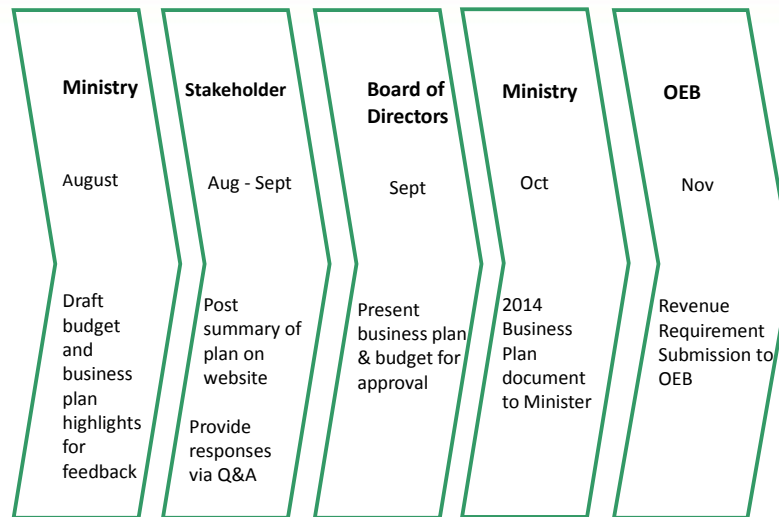 Ministry
August
Draft
budget
and
business
plan
highlights
for
feedback
Stakeholder
Aug - Sept
Post
summary of
plan on
website
Provide
responses
via Q&A
Board of
Directors
Sept
Present
business plan
& budget for
approval
Ministry
Oct
2014
Business
Plan
document
to Minister
OEB
Nov
Revenue
Requirement
Submission to
OEB